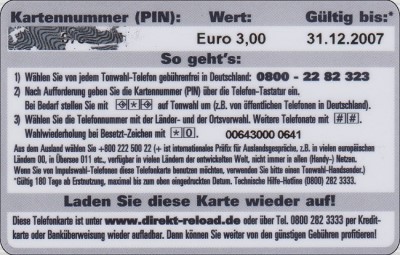 Kartennummer (PIN): Wert: Gültig bis:*
Euro 3,00 31.12.2007
So geht's:
1) Wählen Sie von jedem Tonwahl-Telefon gebührenfrei in Deutschland: 0800 - 22 82 323
2) Nach Aufforderung geben Sie die Kartennummer (PIN) über die Telefon-Tastatur ein.
Bei Bedarf stellen Sie mit * * auf Tonwahl um (z.B. von öffentlichen Telefonen in Deutschland).
3) Wählen Sie die Telefonnummer mit der Länder- und der Ortsvorwahl. Weitere Telefonate mit ##.
Wahlwiederholung bei Besetzt-Zeichen mit *0. 00643000 0641
Aus dem Ausland wählen Sie +800 222 500 22 (+ ist internationales Präfix für Auslandsgespräche, z.B. in vielen europäischen
Ländern 00, in Übersee 011 etc., verfügbar in vielen Ländern der entwickelten Welt, nicht immer in allen (Handy-) Netzen.
Wenn Sie von Impulswahl-Telefonen diese Telefonkarte benutzen wollen, verwenden Sie bitte einen Tonwahl-Handsender.)
*Gültig 180 Tage ab Erstnutzung, maximal bis zum oben eingedruckten Datum. Technische Hilfe-Hotline (0800) 282 3333.
Laden Sie diese Karte wieder auf!
Diese Telefonkarte ist unter www.direkt-reload.de oder über Tel. 0800 282 3333 per Kredit-
karte oder Banküberweisung wieder aufladbar. Dann können Sie weiter von den günstigen Gebühren profitieren!